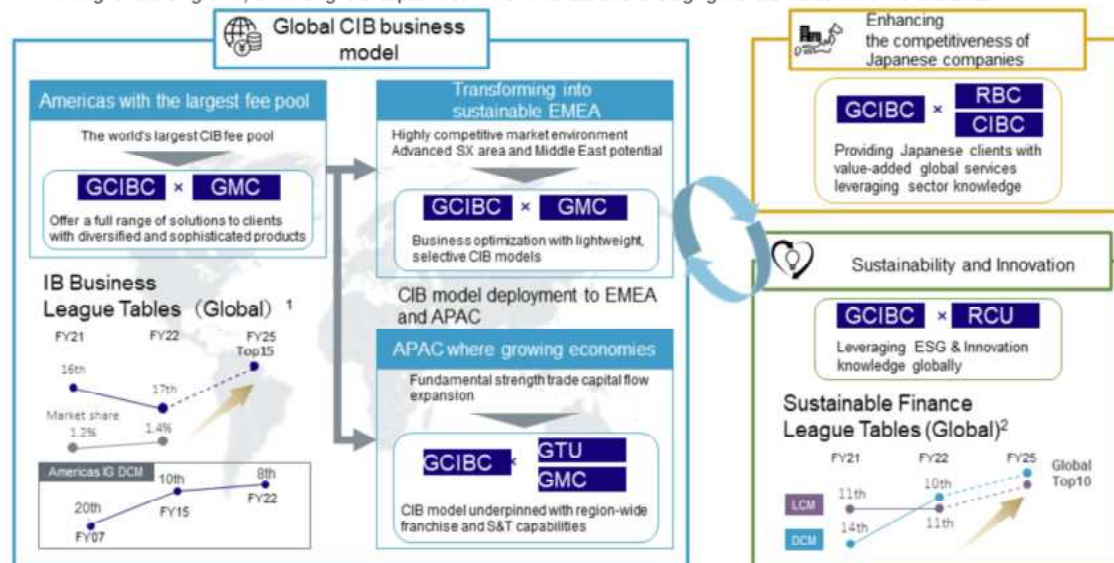 Global CIB business
model
Americas with the largest fee pool
The world's largest CIB fee pool
GCIBC × GMC
Offer a full range of solutions to clients
with diversified and sophisticated products
IB Business
League Tables (Global) 1
FY21 FY22 FY25
Top15
16th
17th
Market share
1.2%
1.4%
Americas IG DCM
20th
10th
8th
FY07
FY15
FY22
Transforming into
sustainable EMEA
Highly competitive market environment
Advanced SX area and Middle East potential
GCIBC × GMC
Business optimization with lightweight,
selective CIB models
CIB model deployment to EMEA
and APAC
APAC where growing economies
Fundamental strength trade capital flow
expansion
GCIBC × GTU
GMC
CIB model underpinned with region-wide
franchise and S&T capabilities
Enhancing
the competitiveness of
Japanese companies
GCIBC × RBC
CIBC
Providing Japanese clients with
value-added global services
leveraging sector knowledge
Sustainability and Innovation
GCIBC × RCU
Leveraging ESG & Innovation
knowledge globally
Sustainable Finance
League Tables (Global)2
FY21 FY22 FY25
Global
Top10
LCM
11th
11th
DCM
14th
10th